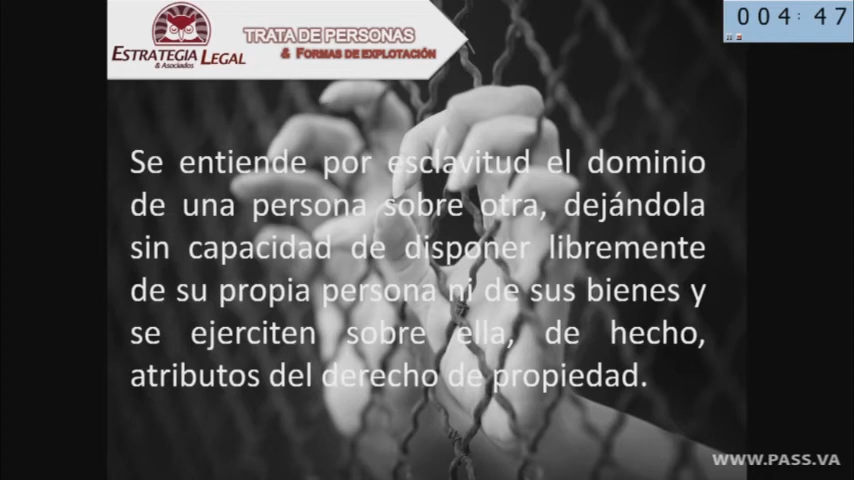 ESTRATEGIA LEGAL
& Asociados
TRATA DE PERSONAS
& FORMAS DE EXPLOTACIÓN
004:47
Se entiende por esclavitud el dominio
de una persona sobre otra, dejándola
sin capacidad de disponer libremente
de su propia persona ni de sus bienes y
se ejerciten sobre ella, de hecho,
atributos del derecho de propiedad.
WWW.PASS.VA